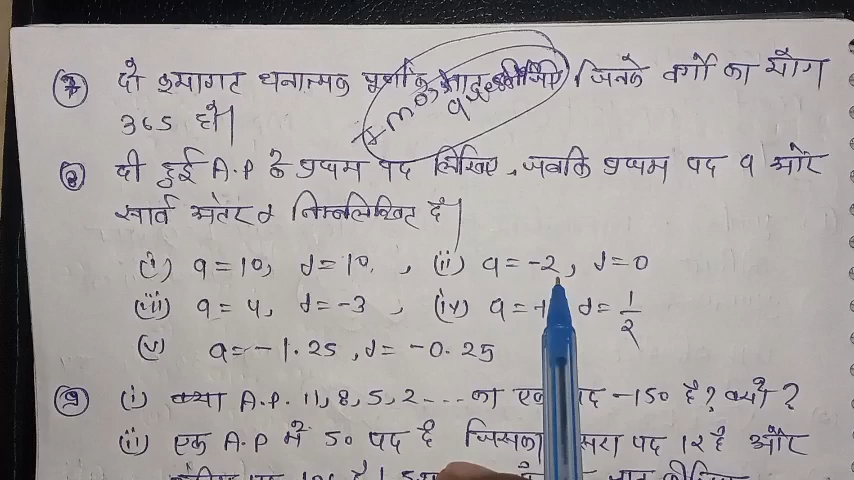 (7) दो क्रमागत धनात्मक पूर्णांक ज्ञात कीजिए जिनके वर्गों का योग
365 हो।
(8) दी हुई A.P के प्रथम पद लिखिए, जबकि प्रथम पद a और
सार्व अंतर d निम्नलिखित हैं।
(i) a = 10, d = 10, (ii) a = -2, d = 0
(iii) a = 4, d = -3, (iv) a = -1 d = 1/2
(v) a = -1.25, d = -0.25
(9) (i) क्या A.P. 11, 8, 5, 2.... का एक पद -150 है? क्यों?
(ii) एक A.P में 50 पद है जिसका पद 12 है और